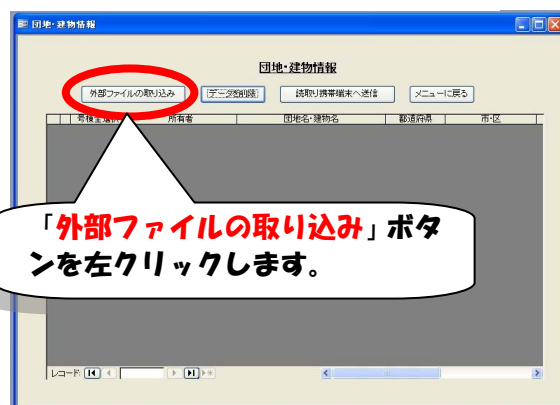 団地・建物情報
団地・建物情報
外部ファイルの取り込み データ全削除 読取り携帯端末へ送信 メニューに戻る
所有者 団地名・建物名 都道府県 市・区
「外部ファイルの取り込み」ボタ
ンを左クリックします。
レコード: